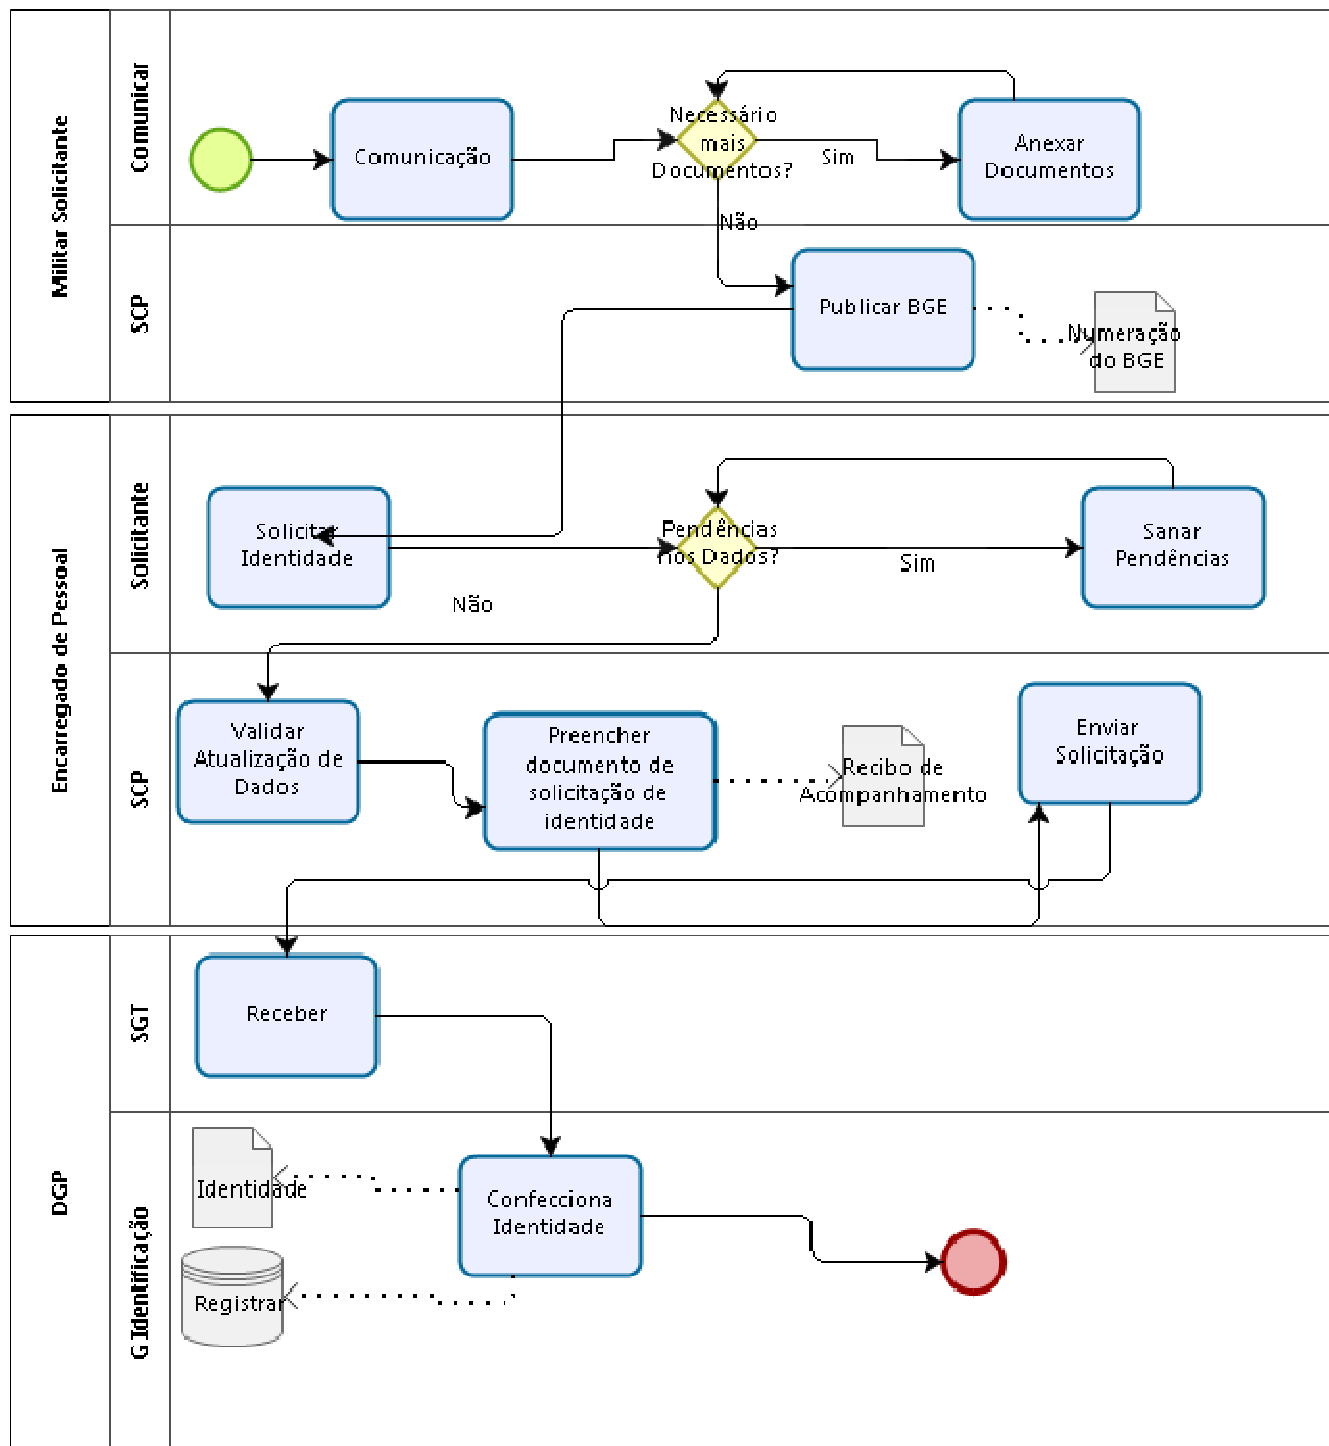 Militar Solicitante
Comunicar
Comunicação
Necessário
mais
Documentos?
Sim
Anexar
Documentos
Não
SCP
Publicar BGE
Numeração
do BGE
Encarregado de Pessoal
Solicitante
Solicitar
Identidade
Pendências
nos Dados?
Sim
Sanar
Pendências
Não
SCP
Validar
Atualização de
Dados
Preencher
documento de
solicitação de
identidade
Recibo de
Acompanhamento
Enviar
Solicitação
DGP
SGT
Receber
G Identificação
Identidade
Confecciona
Identidade
Registrar